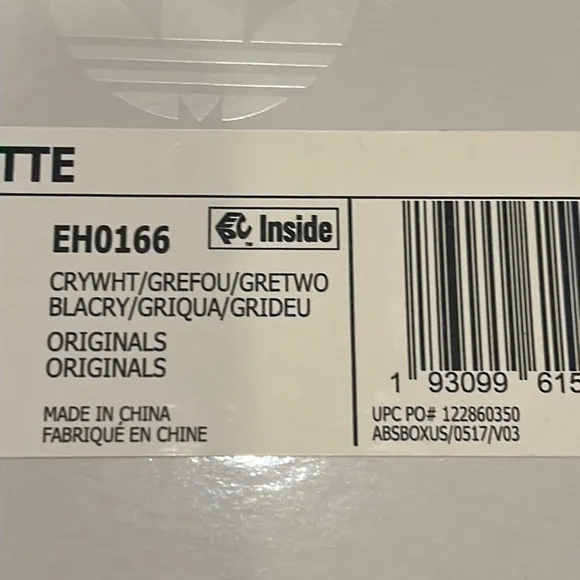 TTE
EH0166
EPC™ Inside
CRYWHT/GREFOU/GRETWO
BLACRY/GRIQUA/GRIDEU
ORIGINALS
ORIGINALS
MADE IN CHINA
FABRIQUÉ EN CHINE
1 93099 615
UPC PO# 122860350
ABSBOXUS/0517/V03